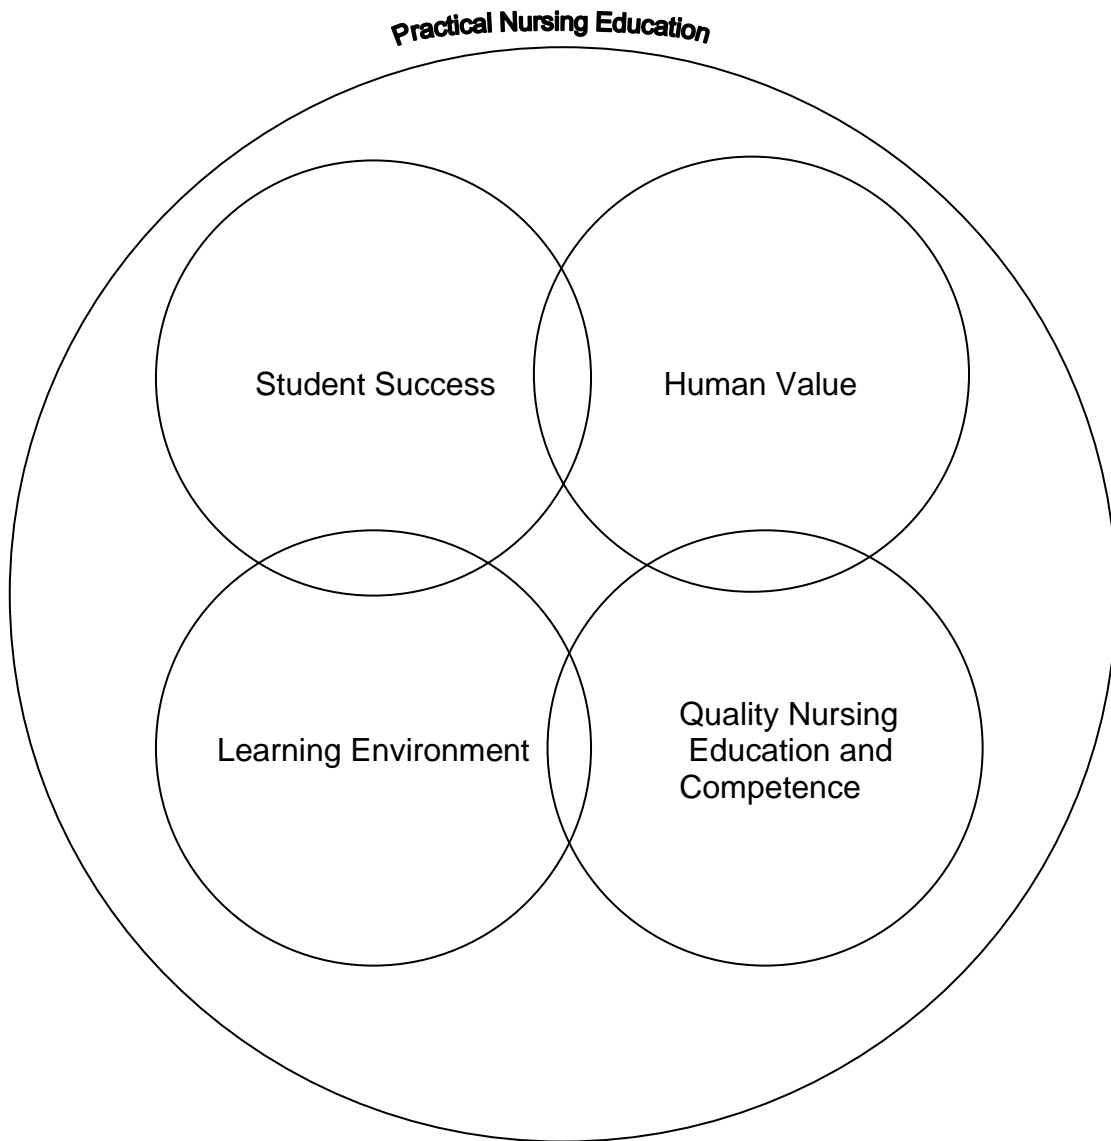 Practical Nursing Education
Student Success
Human Value
Learning Environment
Quality Nursing
Education and
Competence